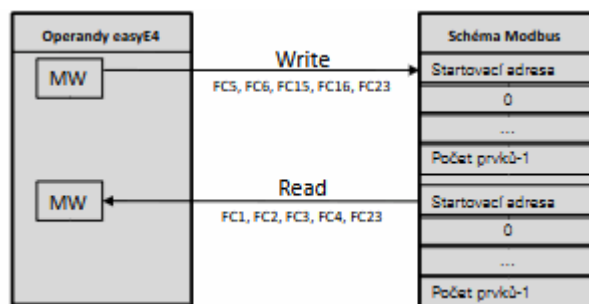 Operandy easyE4
MW
Write
FC5, FC6, FC15, FC16, FC23
MW
Read
FC1, FC2, FC3, FC4, FC23
Schéma Modbus
Startovací adresa
0
...
Počet prvků-1
Startovací adresa
0
...
Počet prvků-1